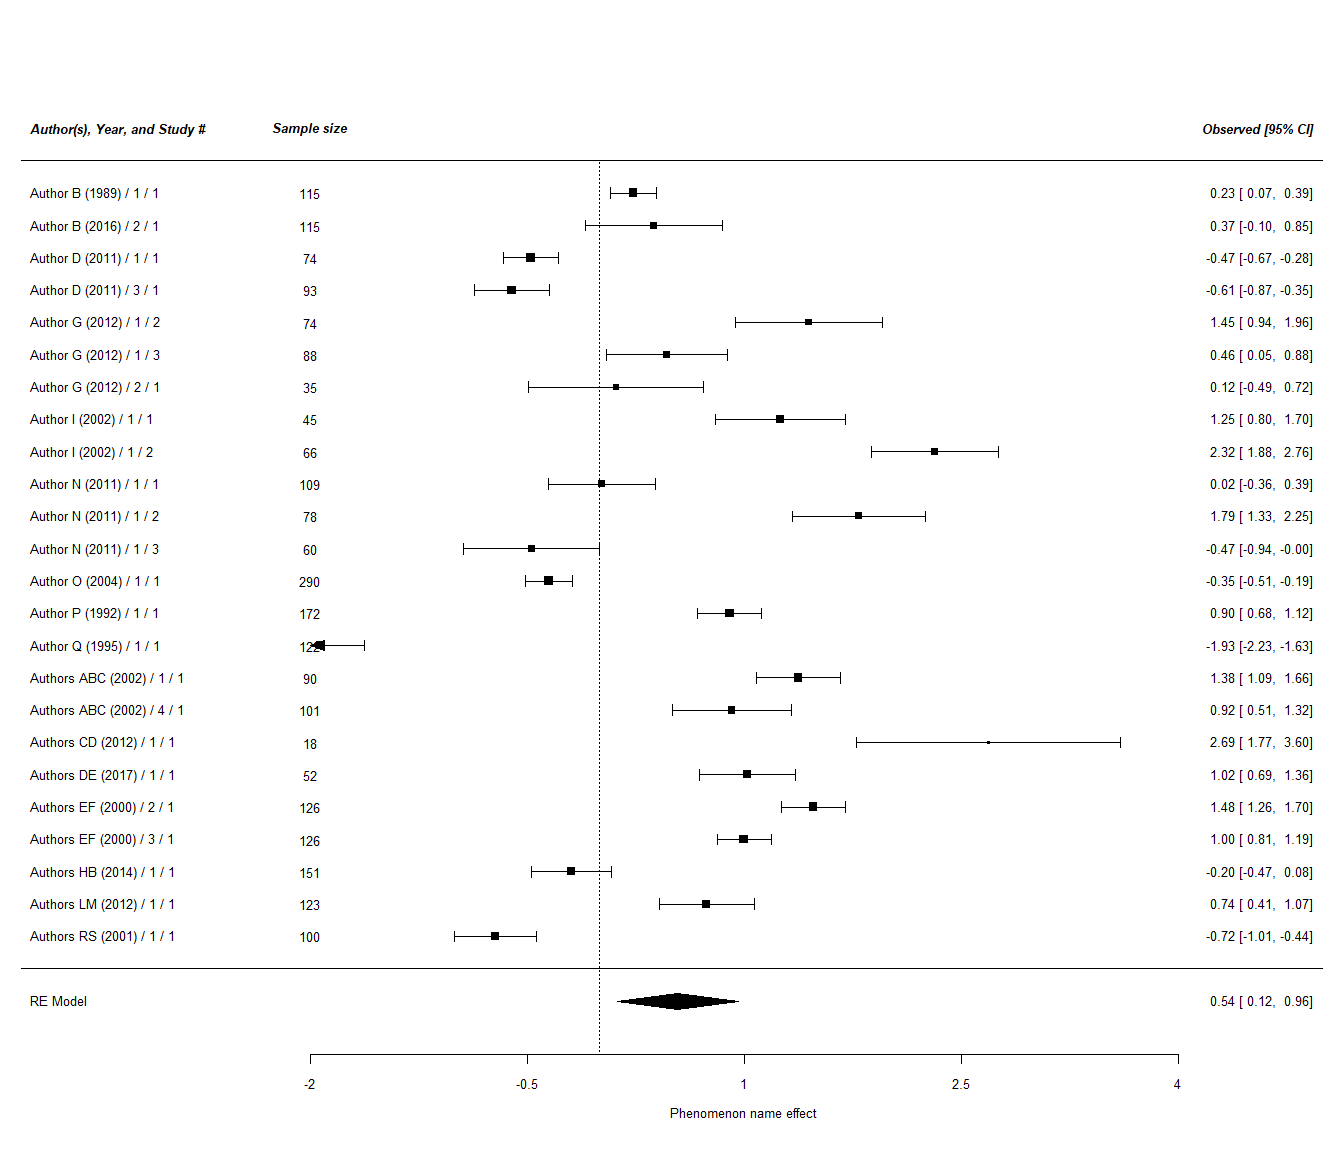 Author(s), Year, and Study # Sample size Observed [95% CI]
Author B (1989) / 1 / 1 115 0.23 [ 0.07, 0.39]
Author B (2016) / 2 / 1 115 0.37 [-0.10, 0.85]
Author D (2011) / 1 / 1 74 -0.47 [-0.67, -0.28]
Author D (2011) / 3 / 1 93 -0.61 [-0.87, -0.35]
Author G (2012) / 1 / 2 74 1.45 [ 0.94, 1.96]
Author G (2012) / 1 / 3 88 0.46 [ 0.05, 0.88]
Author G (2012) / 2 / 1 35 0.12 [-0.49, 0.72]
Author I (2002) / 1 / 1 45 1.25 [ 0.80, 1.70]
Author I (2002) / 1 / 2 66 2.32 [ 1.88, 2.76]
Author N (2011) / 1 / 1 109 0.02 [-0.36, 0.39]
Author N (2011) / 1 / 2 78 1.79 [ 1.33, 2.25]
Author N (2011) / 1 / 3 60 -0.47 [-0.94, -0.00]
Author O (2004) / 1 / 1 290 -0.35 [-0.51, -0.19]
Author P (1992) / 1 / 1 172 0.90 [ 0.68, 1.12]
Author Q (1995) / 1 / 1 122 -1.93 [-2.23, -1.63]
Authors ABC (2002) / 1 / 1 90 1.38 [ 1.09, 1.66]
Authors ABC (2002) / 4 / 1 101 0.92 [ 0.51, 1.32]
Authors CD (2012) / 1 / 1 18 2.69 [ 1.77, 3.60]
Authors DE (2017) / 1 / 1 52 1.02 [ 0.69, 1.36]
Authors EF (2000) / 2 / 1 126 1.48 [ 1.26, 1.70]
Authors EF (2000) / 3 / 1 126 1.00 [ 0.81, 1.19]
Authors HB (2014) / 1 / 1 151 -0.20 [-0.47, 0.08]
Authors LM (2012) / 1 / 1 123 0.74 [ 0.41, 1.07]
Authors RS (2001) / 1 / 1 100 -0.72 [-1.01, -0.44]
RE Model 0.54 [ 0.12, 0.96]
-2 -0.5 1 2.5 4
Phenomenon name effect